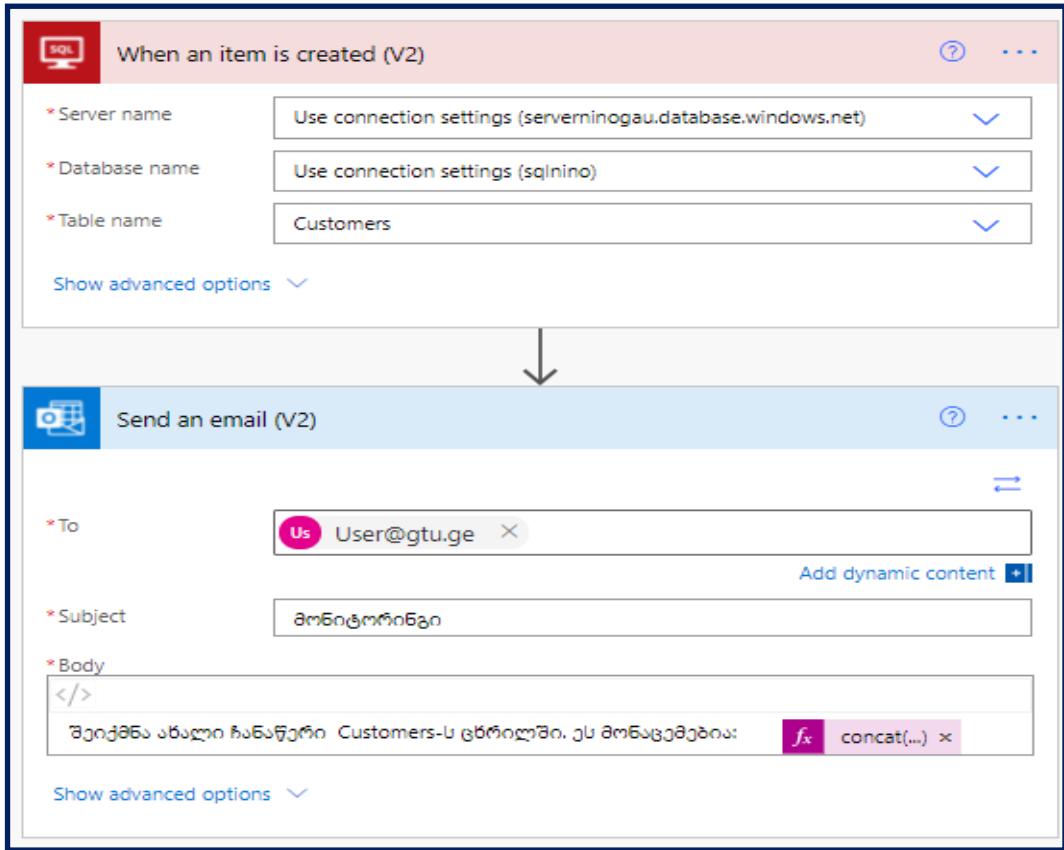 SQL When an item is created (V2) ? ...
* Server name Use connection settings (serverninogau.database.windows.net)
* Database name Use connection settings (sqlnino)
* Table name Customers
Show advanced options
Send an email (V2) ? ...
* To Us User@gtu.ge ×
Add dynamic content +
* Subject მონიტორინგი
* Body
</>
შეიქმნა ახალი ჩანაწერი Customers-ს ცხრილში. ეს მონაცემებია: fx concat(...) ×
Show advanced options